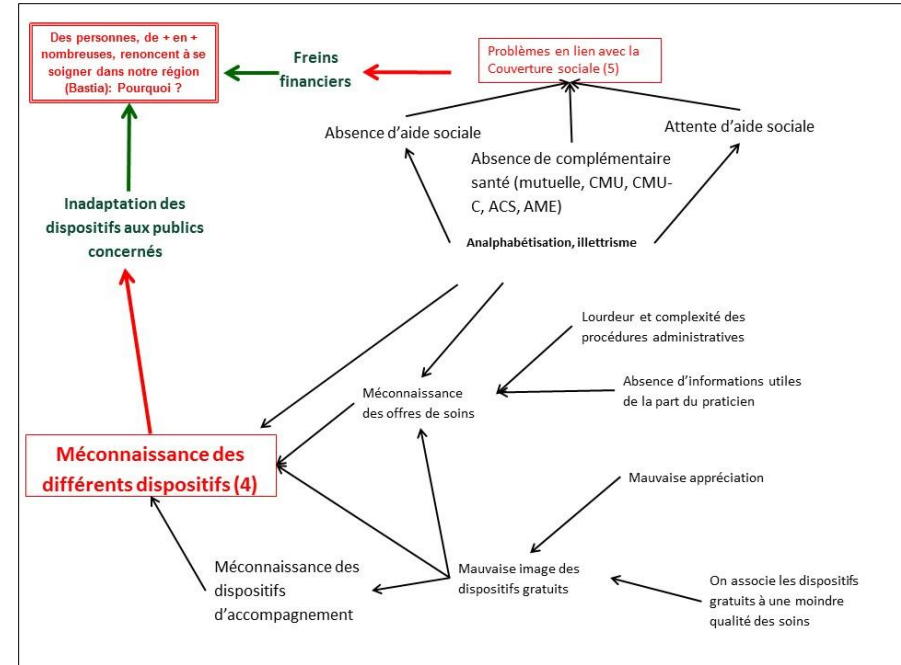 Des personnes, de + en +
nombreuses, renoncent à se
soigner dans notre région
(Bastia): Pourquoi ?
Freins
financiers
Problèmes en lien avec la
Couverture sociale (5)
Absence d'aide sociale
Attente d'aide sociale
Absence de complémentaire
santé (mutuelle, CMU, CMU-
C, ACS, AME)
Inadaptation des
dispositifs aux publics
concernés
Analphabétisation, illettrisme
Lourdeur et complexité des
procédures administratives
Méconnaissance
des offres de soins
Absence d'informations utiles
de la part du praticien
Méconnaissance des
différents dispositifs (4)
Mauvaise appréciation
Méconnaissance des
dispositifs
d'accompagnement
Mauvaise image des
dispositifs gratuits
On associe les dispositifs
gratuits à une moindre
qualité des soins